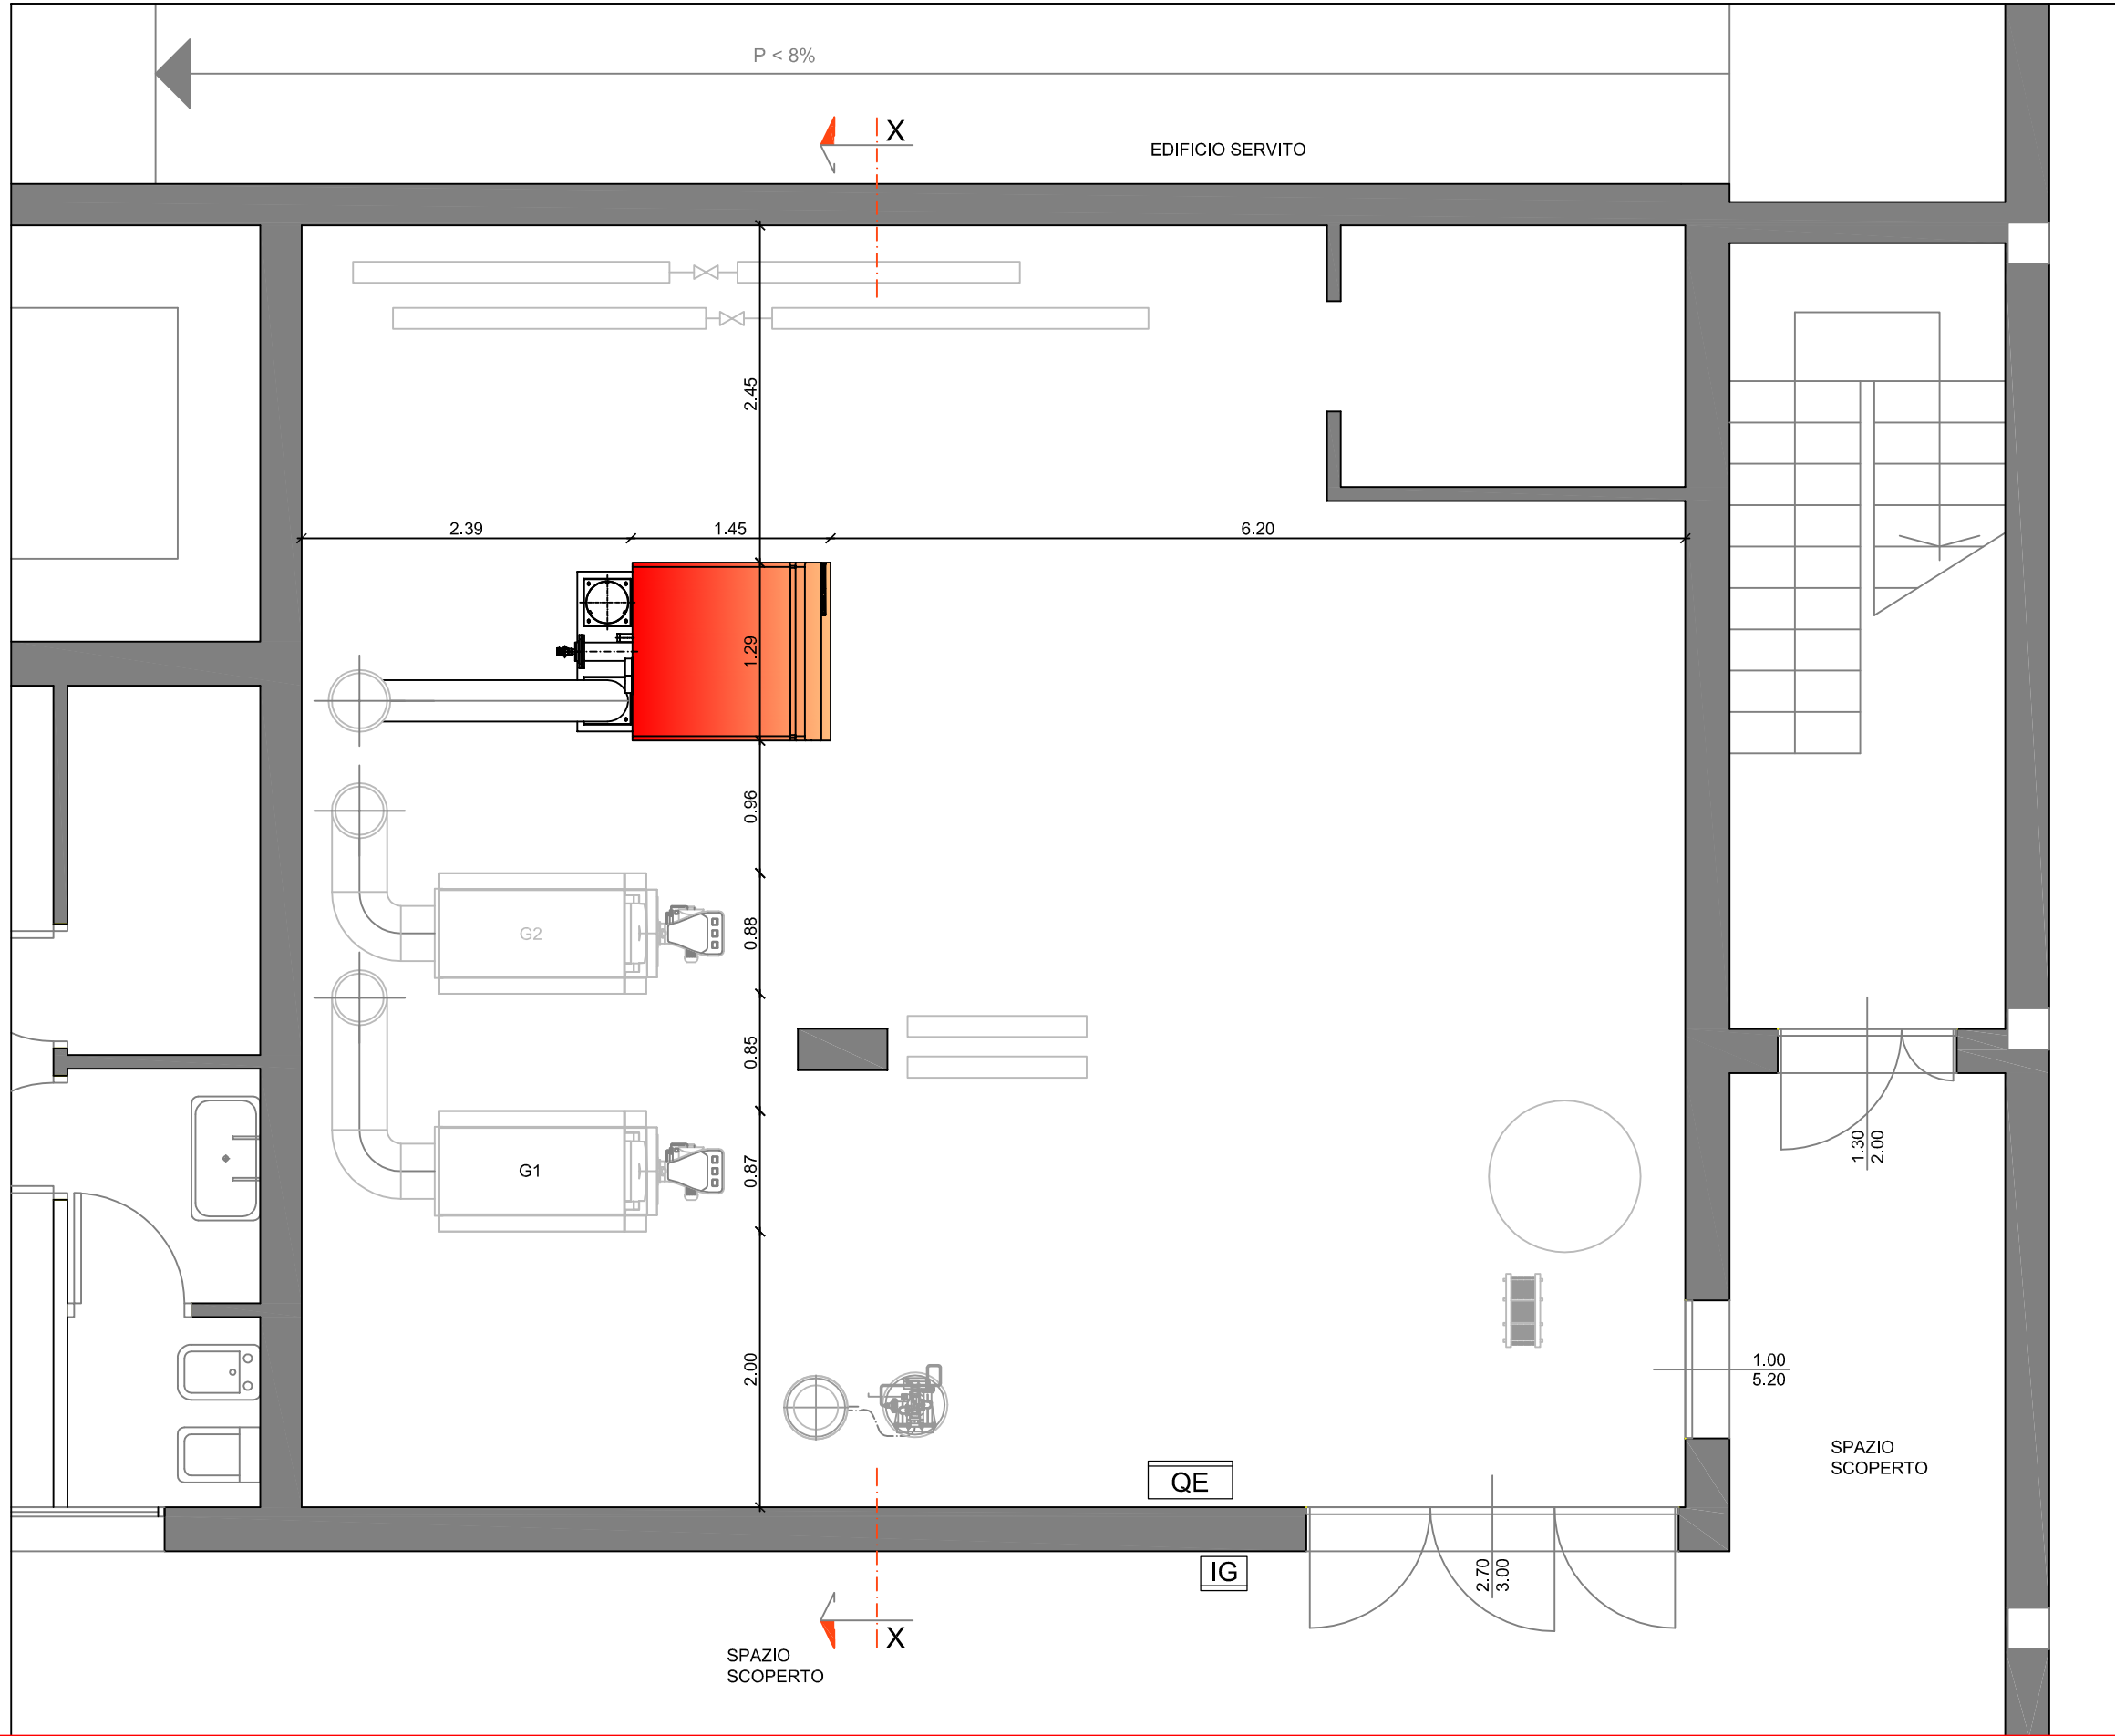 P < 8%
X
EDIFICIO SERVITO
2.45
2.39
1.45
6.20
1.29
0.96
G2
0.88
0.85
G1
0.87
1.30
2.00
2.00
1.00
5.20
SPAZIO
SCOPERTO
QE
IG
2.70
3.00
X
SPAZIO
SCOPERTO